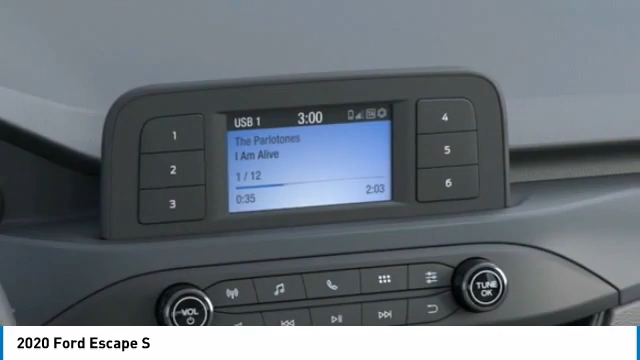 USB 1 3:00
The Parlotones
I Am Alive
1 / 12
0:35 2:03
1
2
3
4
5
6
VOL
TUNE
OK
2020 Ford Escape S